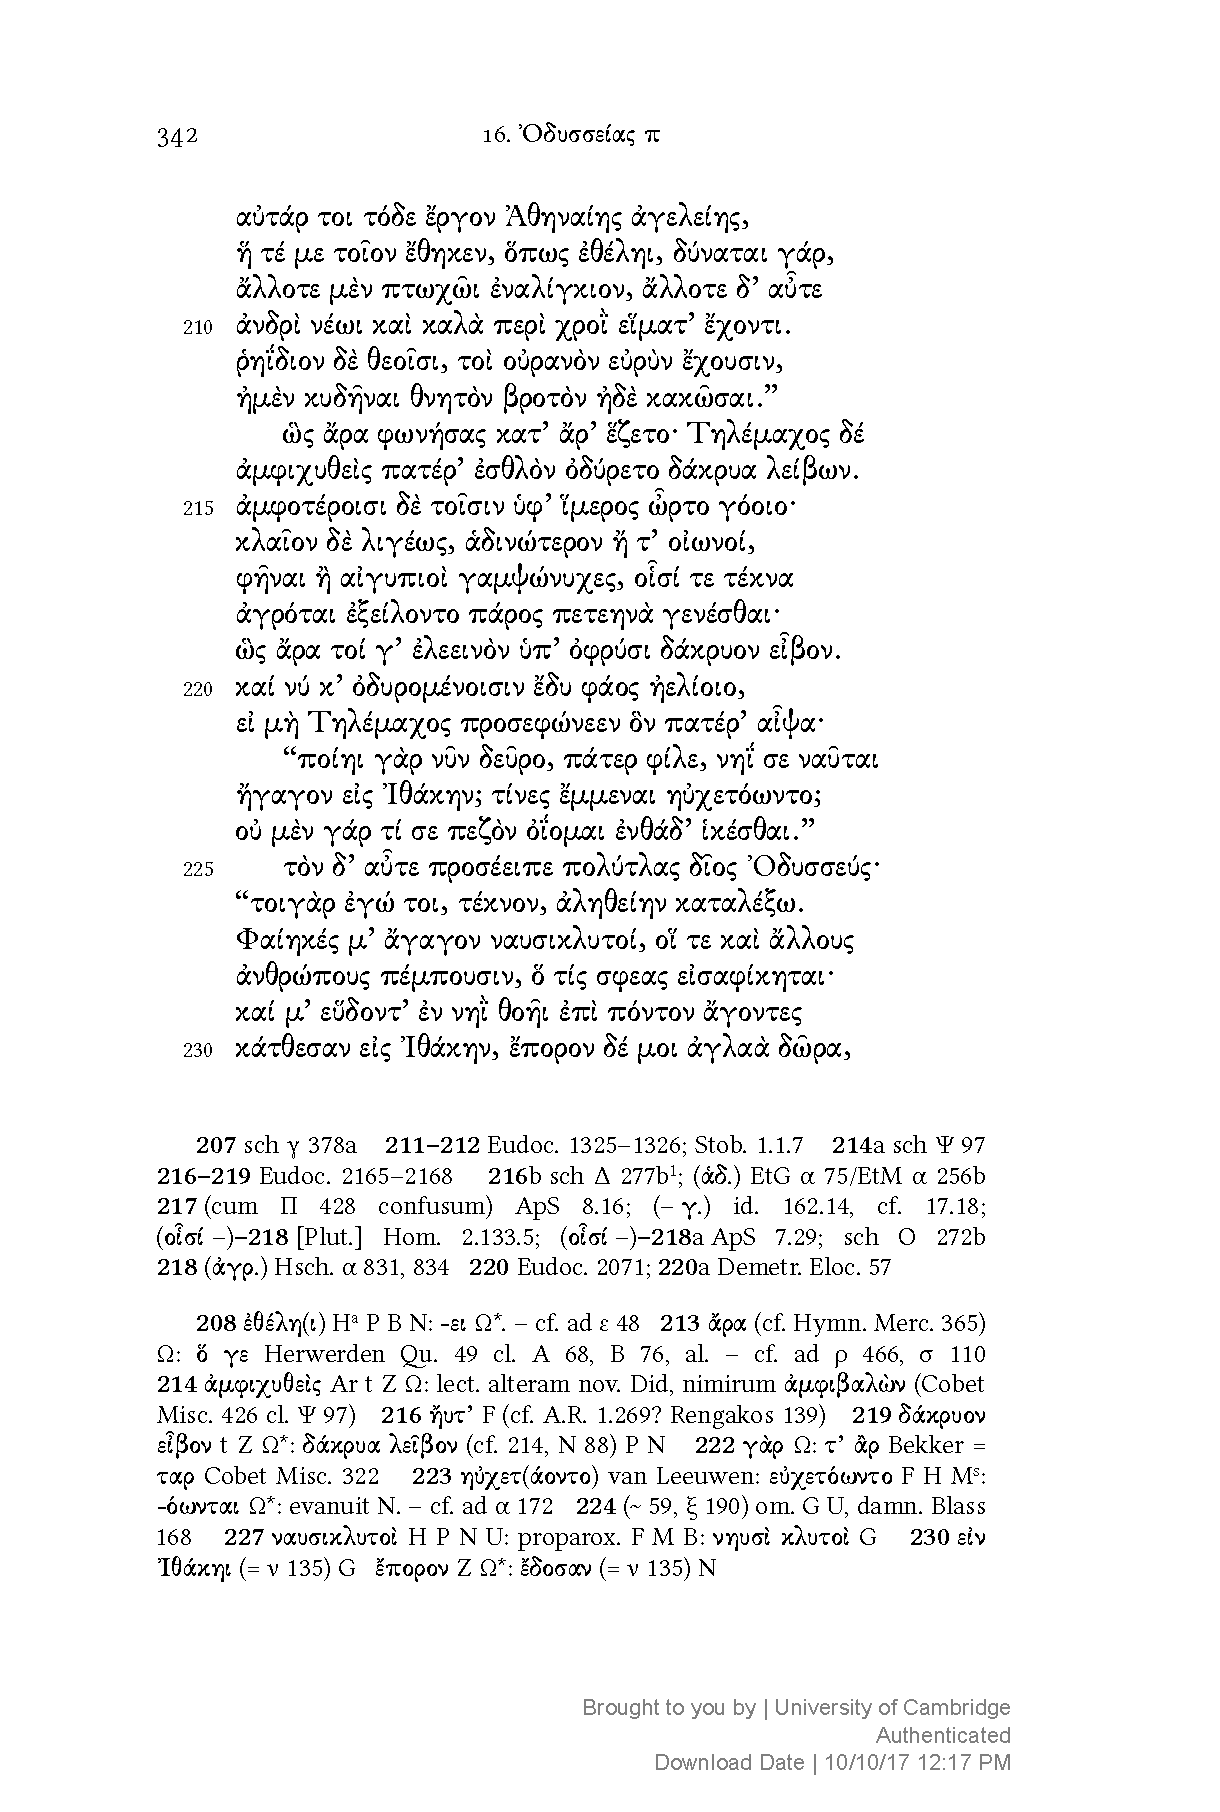 342 16. Ὀδυσσείας π
αὐτάρ τοι τόδε ἔργον Ἀθηναίης ἀγελείης,
ἥ τέ με τοῖον ἔθηκεν, ὅπως ἐθέληι, δύναται γάρ,
ἄλλοτε μὲν πτωχῶι ἐναλίγκιον, ἄλλοτε δ’ αὖτε
210 ἀνδρὶ νέωι καὶ καλὰ περὶ χροῒ εἵματ’ ἔχοντι.
ῥηΐδιον δὲ θεοῖσι, τοὶ οὐρανὸν εὐρὺν ἔχουσιν,
ἠμὲν κυδῆναι θνητὸν βροτὸν ἠδὲ κακῶσαι.”
ὣς ἄρα φωνήσας κατ’ ἄρ’ ἕζετο· Τηλέμαχος δέ
ἀμφιχυθεὶς πατέρ’ ἐσθλὸν ὀδύρετο δάκρυα λείβων.
215 ἀμφοτέροισι δὲ τοῖσιν ὑφ’ ἵμερος ὦρτο γόοιο·
κλαῖον δὲ λιγέως, ἁδινώτερον ἤ τ’ οἰωνοί,
φῆναι ἢ αἰγυπιοὶ γαμψώνυχες, οἷσί τε τέκνα
ἀγρόται ἐξείλοντο πάρος πετεηνὰ γενέσθαι·
ὣς ἄρα τοί γ’ ἐλεεινὸν ὑπ’ ὀφρύσι δάκρυον εἶβον.
220 καί νύ κ’ ὀδυρομένοισιν ἔδυ φάος ἠελίοιο,
εἰ μὴ Τηλέμαχος προσεφώνεεν ὃν πατέρ’ αἶψα·
“ποίηι γὰρ νῦν δεῦρο, πάτερ φίλε, νηΐ σε ναῦται
ἤγαγον εἰς Ἰθάκην; τίνες ἔμμεναι ηὐχετόωντο;
οὐ μὲν γάρ τί σε πεζὸν ὀΐομαι ἐνθάδ’ ἱκέσθαι.”
225 τὸν δ’ αὖτε προσέειπε πολύτλας δῖος Ὀδυσσεύς·
“τοιγὰρ ἐγώ τοι, τέκνον, ἀληθείην καταλέξω.
Φαίηκές μ’ ἄγαγον ναυσικλυτοί, οἵ τε καὶ ἄλλους
ἀνθρώπους πέμπουσιν, ὅ τίς σφεας εἰσαφίκηται·
καί μ’ εὕδοντ’ ἐν νηῒ θοῆι ἐπὶ πόντον ἄγοντες
230 κάτθεσαν εἰς Ἰθάκην, ἔπορον δέ μοι ἀγλαὰ δῶρα,
207 sch γ 378a 211–212 Eudoc. 1325–1326; Stob. 1.1.7 214a sch Ψ 97
216–219 Eudoc. 2165–2168 216b sch Δ 277b¹; (ἁδ.) EtG α 75/EtM α 256b
217 (cum Π 428 confusum) ApS 8.16; (– γ.) id. 162.14, cf. 17.18;
(οἷσί –)–218 [Plut.] Hom. 2.133.5; (οἷσί –)–218a ApS 7.29; sch O 272b
218 (ἀγρ.) Hsch. α 831, 834 220 Eudoc. 2071; 220a Demetr. Eloc. 57
208 ἐθέλη(ι) Hᵃ P B N: -ει Ω*. – cf. ad ε 48 213 ἄρα (cf. Hymn. Merc. 365)
Ω: ὅ γε Herwerden Qu. 49 cl. A 68, B 76, al. – cf. ad ρ 466, σ 110
214 ἀμφιχυθεὶς Ar t Z Ω: lect. alteram nov. Did, nimirum ἀμφιβαλὼν (Cobet
Misc. 426 cl. Ψ 97) 216 ἤυτ’ F (cf. A.R. 1.269? Rengakos 139) 219 δάκρυον
εἶβον t Z Ω*: δάκρυα λεῖβον (cf. 214, N 88) P N 222 γὰρ Ω: τ’ ἂρ Bekker =
ταρ Cobet Misc. 322 223 ηὐχετ(άοντο) van Leeuwen: εὐχετόωντο F H Mˢ:
-όωνται Ω*: evanuit N. – cf. ad α 172 224 (~ 59, ξ 190) om. G U, damn. Blass
168 227 ναυσικλυτοὶ H P N U: proparox. F M B: νηυσὶ κλυτοὶ G 230 εἰν
Ἰθάκηι (= ν 135) G ἔπορον Z Ω*: ἔδοσαν (= ν 135) N
Brought to you by | University of Cambridge
Authenticated
Download Date | 10/10/17 12:17 PM